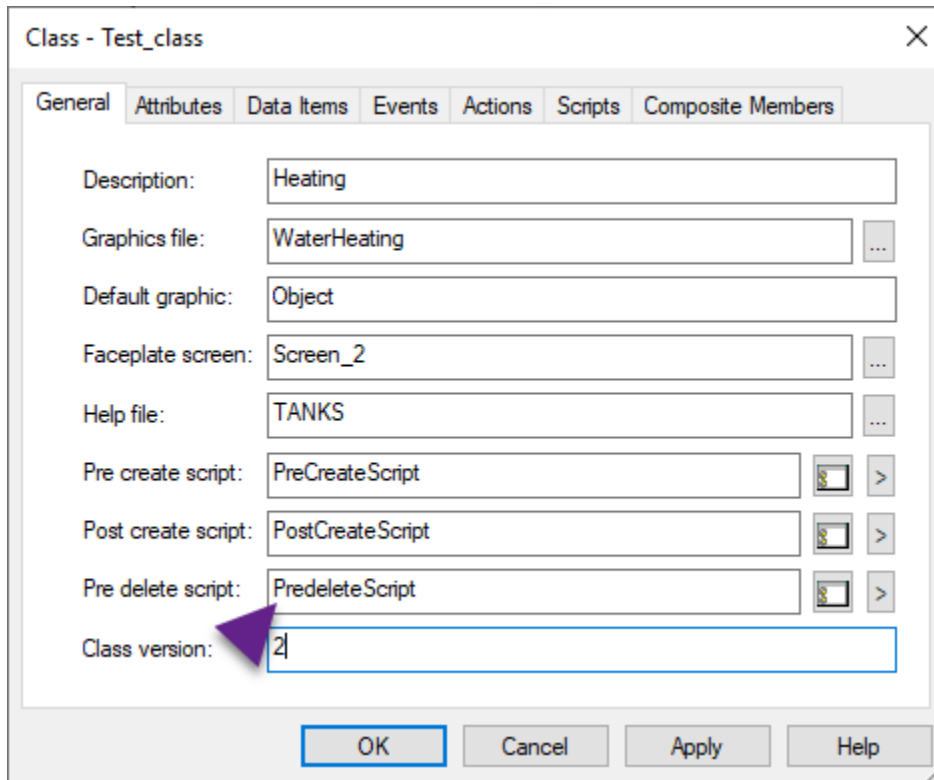 Class - Test_class
General Attributes Data Items Events Actions Scripts Composite Members
Description: Heating
Graphics file: WaterHeating ...
Default graphic: Object
Faceplate screen: Screen_2 ...
Help file: TANKS ...
Pre create script: PreCreateScript >
Post create script: PostCreateScript >
Pre delete script: PredeleteScript >
Class version: 2
OK Cancel Apply Help